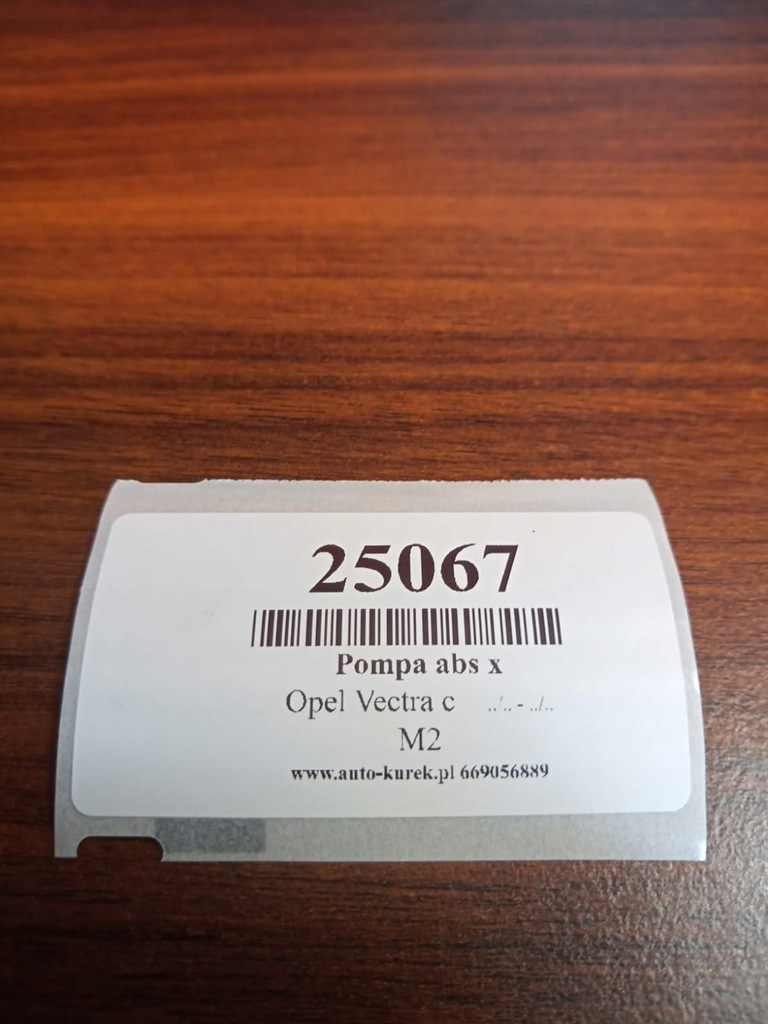 25067
Pompa abs x
Opel Vectra c ../.. - ../..
M2
www.auto-kurek.pl 669056889